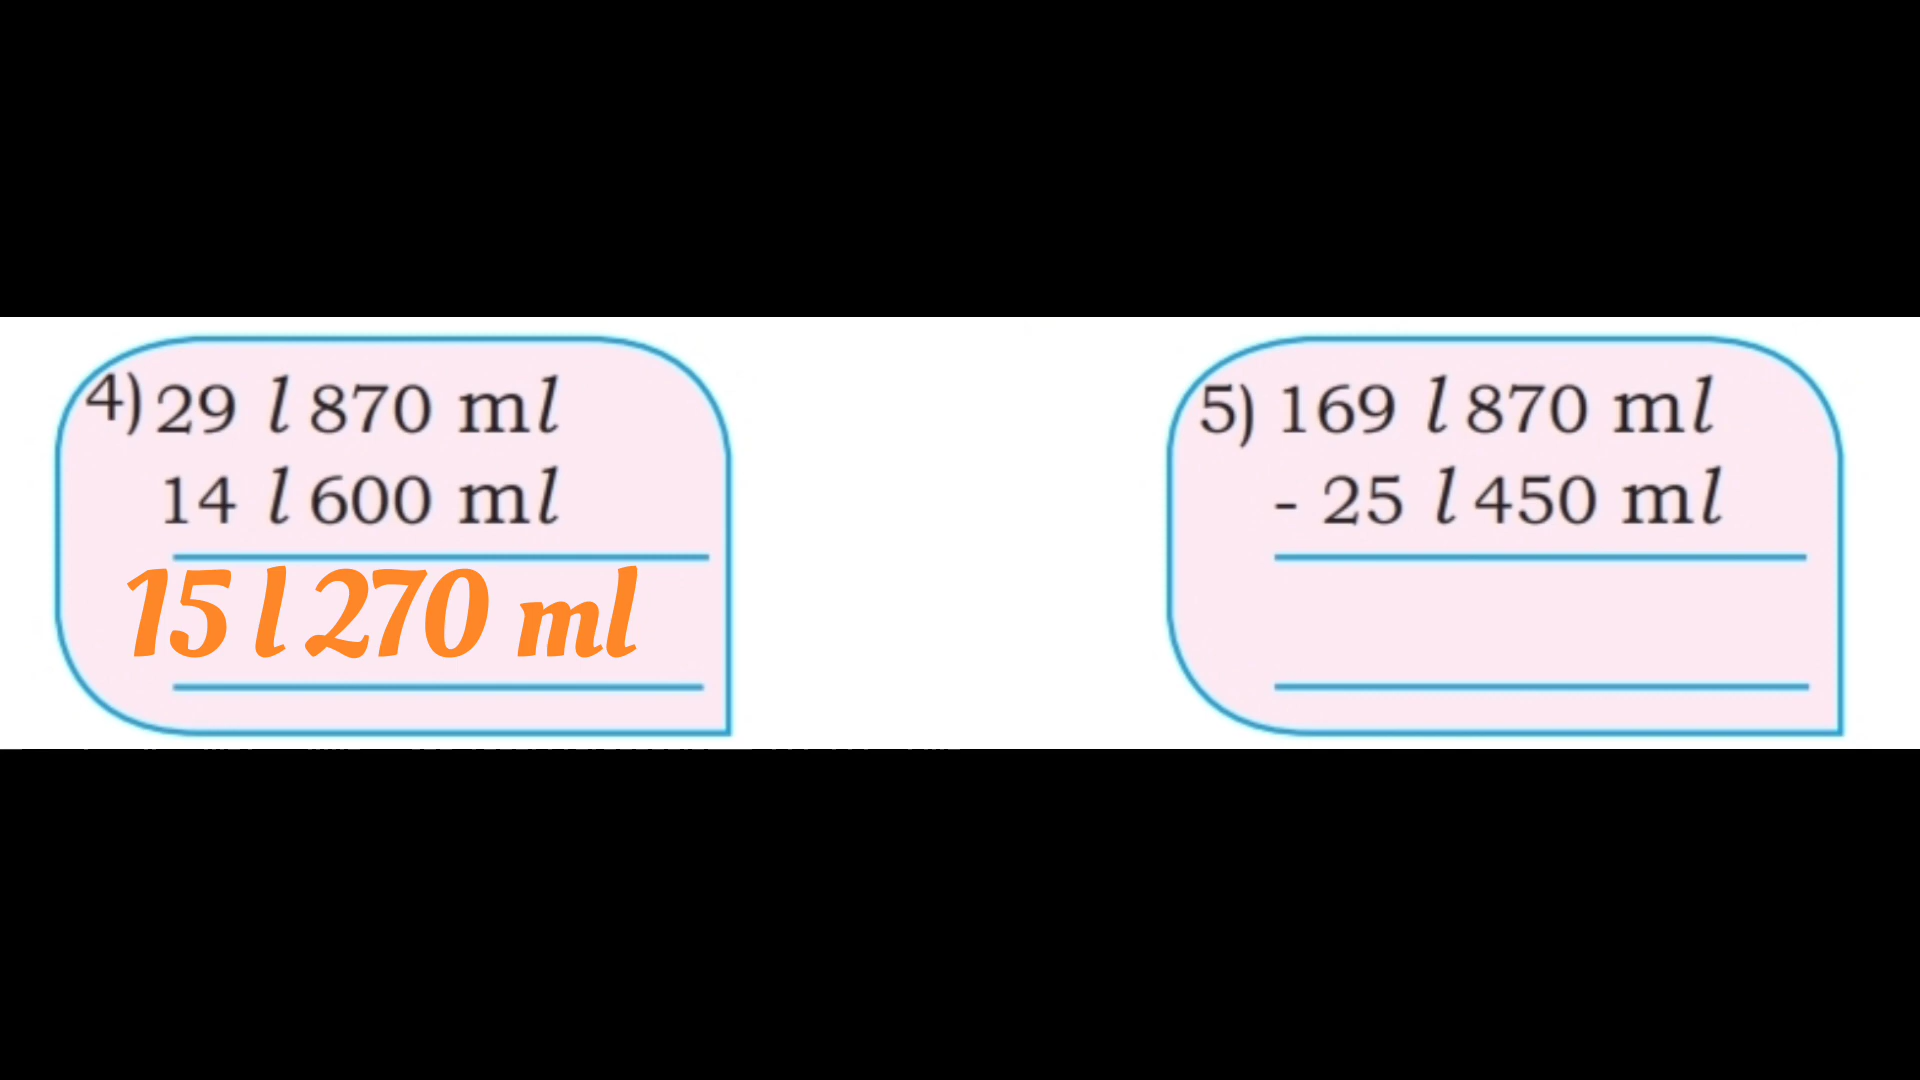 4) 29 l 870 ml
14 l 600 ml
15 l 270 ml
5) 169 l 870 ml
- 25 l 450 ml